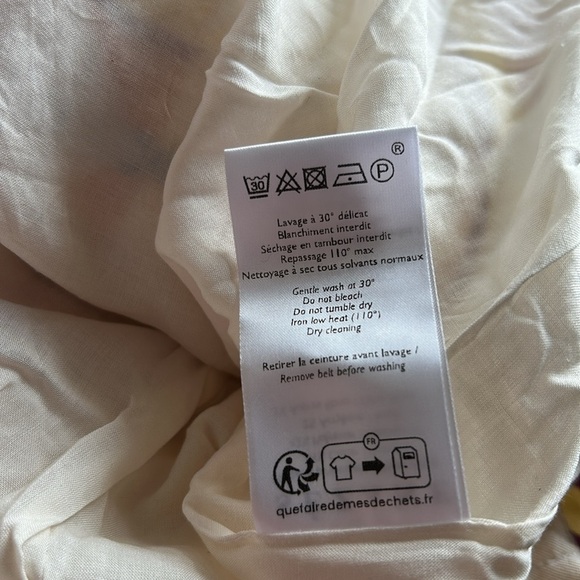 ®
30 P
Lavage à 30° délicat
Blanchiment interdit
Séchage en tambour interdit
Repassage 110° max
Nettoyage à sec tous solvants normaux
Gentle wash at 30°
Do not bleach
Do not tumble dry
Iron low heat (110°)
Dry cleaning
Retirer la ceinture avant lavage /
Remove belt before washing
FR
quefairedemesdechets.fr